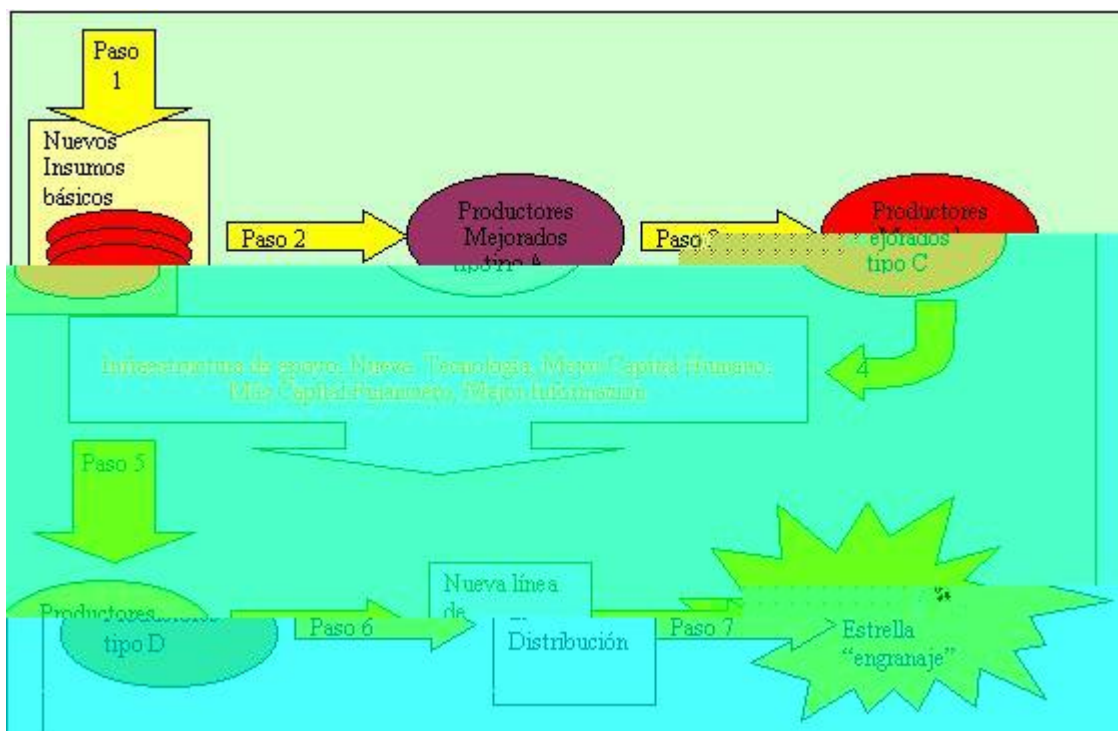 Paso
1
Nuevos
Insumos
básicos
Paso 2
Productores
Mejorados
tipo A
Paso
Productores
Mejorados
tipo C
Infraestructura de apoyo, Nueva Tecnología, Mejor Capital Humano,
Más Capital Financiero, Mejor Información
4
Paso 5
Productores
tipo D
Paso 6
Nueva línea
de
Distribución
Paso 7
Estrella
“engranaje”